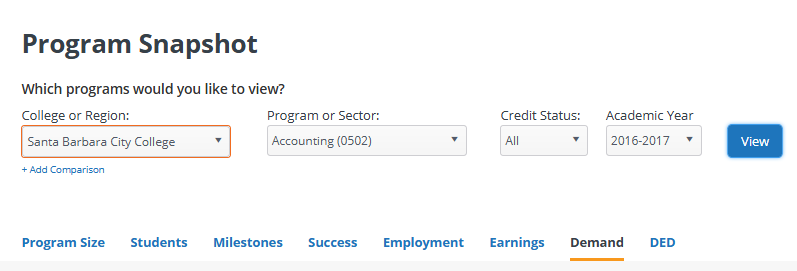 Program Snapshot
Which programs would you like to view?
College or Region: Program or Sector: Credit Status: Academic Year
Santa Barbara City College Accounting (0502) All 2016-2017 View
+ Add Comparison
Program Size Students Milestones Success Employment Earnings Demand DED